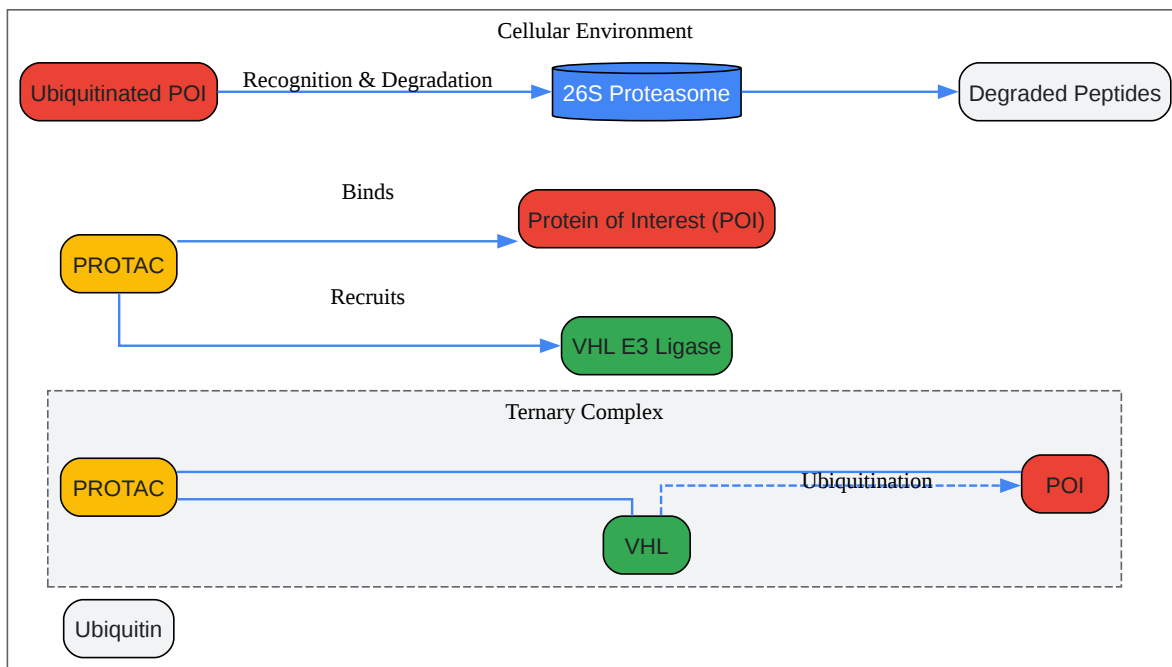 Cellular Environment
Ubiquitinated POI
Recognition & Degradation
26S Proteasome
Degraded Peptides
Binds
Protein of Interest (POI)
PROTAC
Recruits
VHL E3 Ligase
Ternary Complex
PROTAC
Ubiquitination
POI
VHL
Ubiquitin